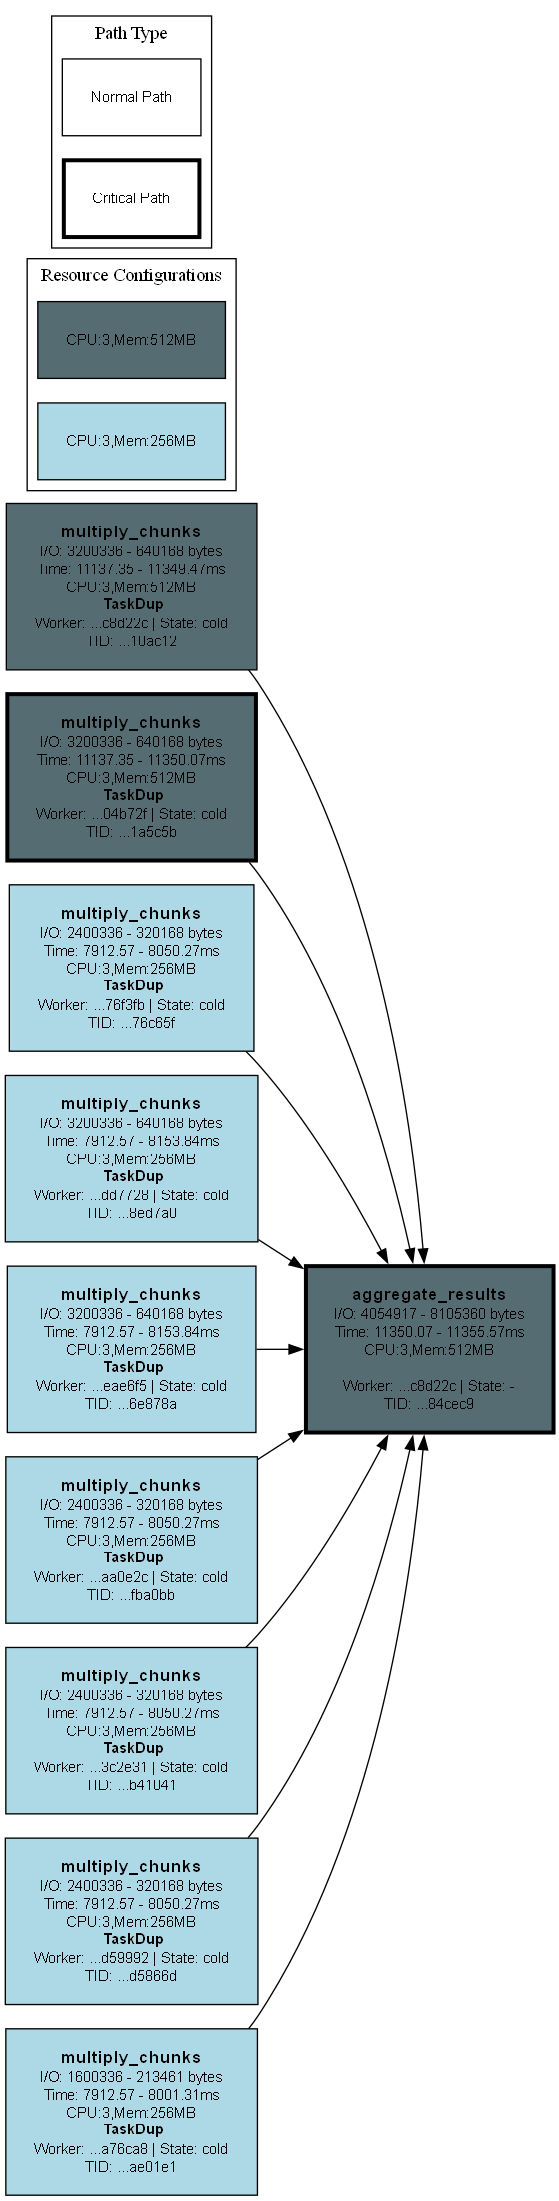 Path Type
Normal Path
Critical Path
Resource Configurations
CPU:3,Mem:512MB
CPU:3,Mem:256MB
multiply_chunks
I/O: 3200336 - 640168 bytes
Time: 11137.35 - 11349.47ms
CPU:3,Mem:512MB
TaskDup
Worker: ...c8d22c | State: cold
TID: ...10ac12
multiply_chunks
I/O: 3200336 - 640168 bytes
Time: 11137.35 - 11350.07ms
CPU:3,Mem:512MB
TaskDup
Worker: ...04b72f | State: cold
TID: ...1a5c5b
multiply_chunks
I/O: 2400336 - 320168 bytes
Time: 7912.57 - 8050.27ms
CPU:3,Mem:256MB
TaskDup
Worker: ...76f3fb | State: cold
TID: ...76c65f
multiply_chunks
I/O: 3200336 - 640168 bytes
Time: 7912.57 - 8153.84ms
CPU:3,Mem:256MB
TaskDup
Worker: ...dd7728 | State: cold
TID: ...8ed7a0
multiply_chunks
I/O: 3200336 - 640168 bytes
Time: 7912.57 - 8153.84ms
CPU:3,Mem:256MB
TaskDup
Worker: ...eae6f5 | State: cold
TID: ...6e878a
aggregate_results
I/O: 4054917 - 8105360 bytes
Time: 11350.07 - 11355.57ms
CPU:3,Mem:512MB
Worker: ...c8d22c | State: -
TID: ...84cec9
multiply_chunks
I/O: 2400336 - 320168 bytes
Time: 7912.57 - 8050.27ms
CPU:3,Mem:256MB
TaskDup
Worker: ...aa0e2c | State: cold
TID: ...fba0bb
multiply_chunks
I/O: 2400336 - 320168 bytes
Time: 7912.57 - 8050.27ms
CPU:3,Mem:256MB
TaskDup
Worker: ...3c2e31 | State: cold
TID: ...b41041
multiply_chunks
I/O: 2400336 - 320168 bytes
Time: 7912.57 - 8050.27ms
CPU:3,Mem:256MB
TaskDup
Worker: ...d59992 | State: cold
TID: ...d5866d
multiply_chunks
I/O: 1600336 - 213461 bytes
Time: 7912.57 - 8001.31ms
CPU:3,Mem:256MB
TaskDup
Worker: ...a76ca8 | State: cold
TID: ...ae01e1